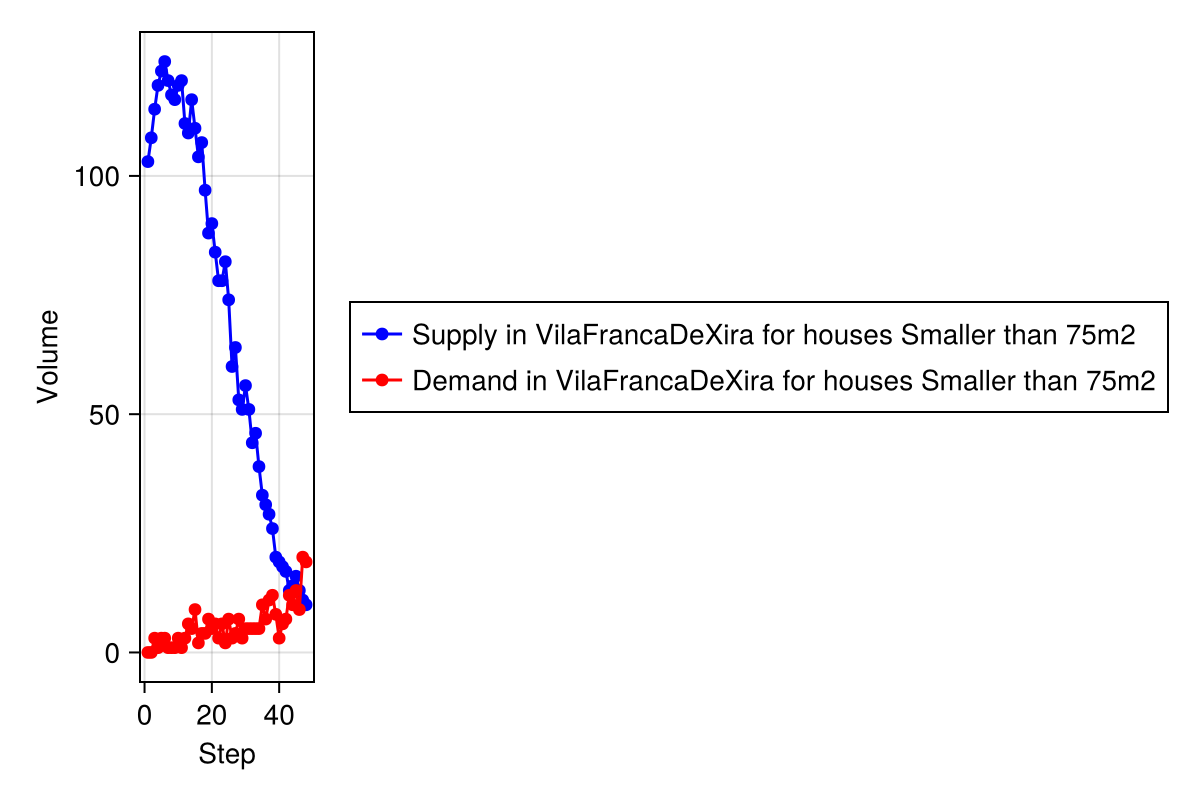 Volume
100
50
0
0 20 40
Step
Supply in VilaFrancaDeXira for houses Smaller than 75m2
Demand in VilaFrancaDeXira for houses Smaller than 75m2